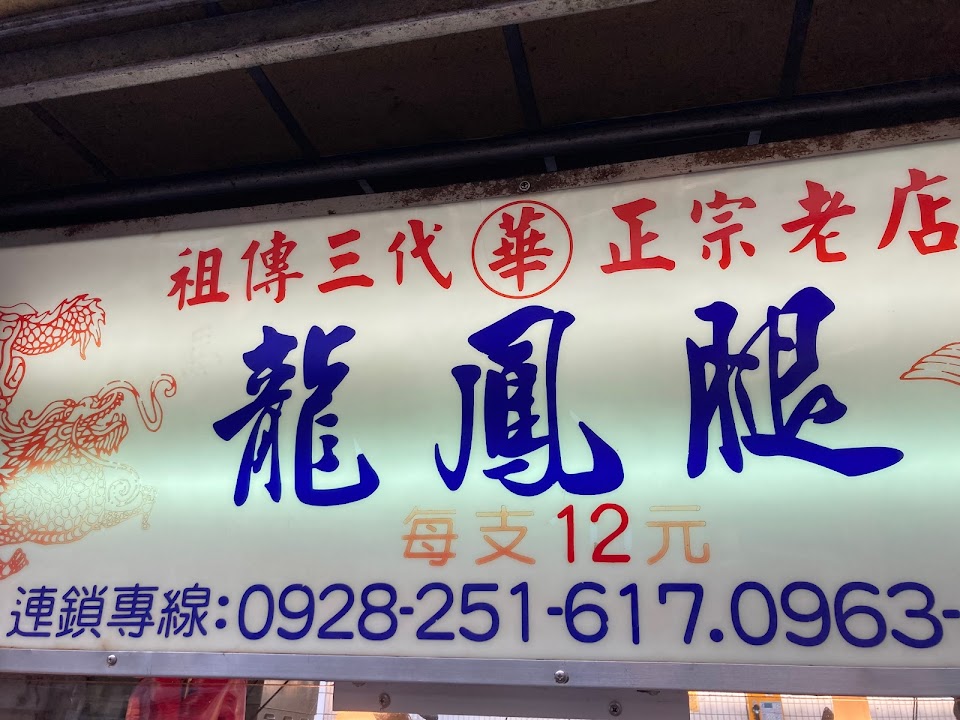 祖傳三代 華 正宗老店
龍鳳腿
每支12元
連鎖專線:0928-251-617.0963-